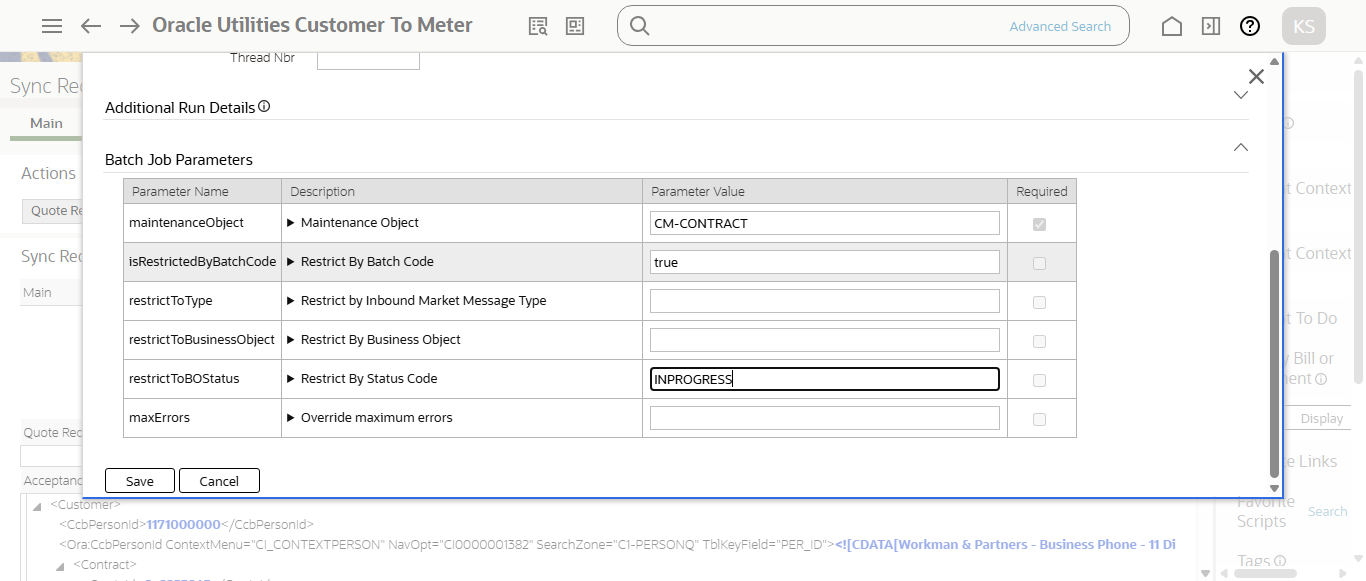 Oracle Utilities Customer To Meter
Advanced Search
KS
Sync Rec
Main
Actions
Quote Re
Sync Rec
Main
Quote Rec
Acceptanc
Thread Nbr
Additional Run Details
Batch Job Parameters
Parameter Name Description Parameter Value Required
maintenanceObject Maintenance Object CM-CONTRACT
isRestrictedByBatchCode Restrict By Batch Code true
restrictToType Restrict by Inbound Market Message Type
restrictToBusinessObject Restrict By Business Object
restrictToBOStatus Restrict By Status Code INPROGRESS
maxErrors Override maximum errors
Save Cancel
t Context
t Context
t To Do
y Bill or
ent
Display
e Links
Favorite
Scripts
Search
Tags
<Customer>
<CcbPersonId>1171000000</CcbPersonId>
<Ora:CcbPersonId ContextMenu="CI_CONTEXTPERSON" NavOpt="CI0000001382" SearchZone="C1-PERSONQ" TblKeyField="PER_ID"><![CDATA[Workman & Partners - Business Phone - 11 Di
<Contract>